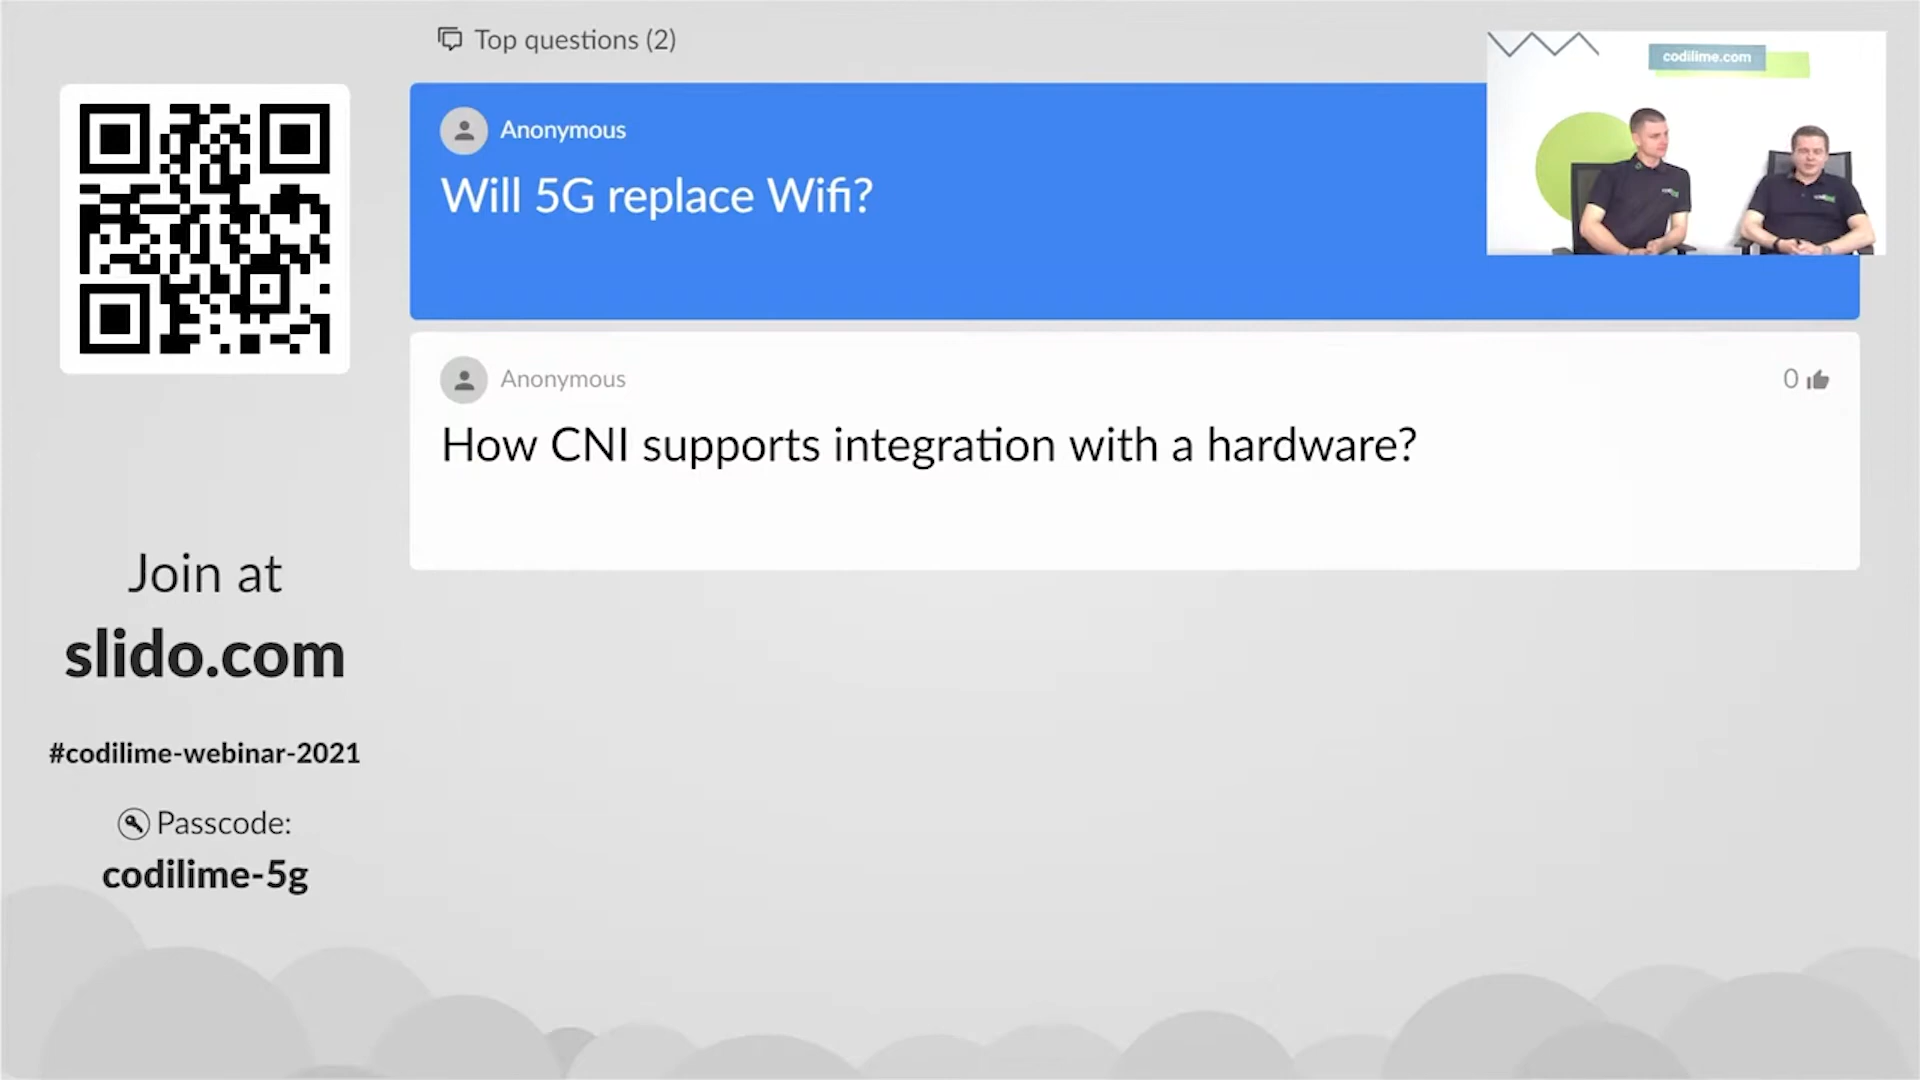 Top questions (2)
codilime.com
Anonymous
Will 5G replace Wifi?
Anonymous
0
How CNI supports integration with a hardware?
Join at
slido.com
#codilime-webinar-2021
Passcode:
codilime-5g